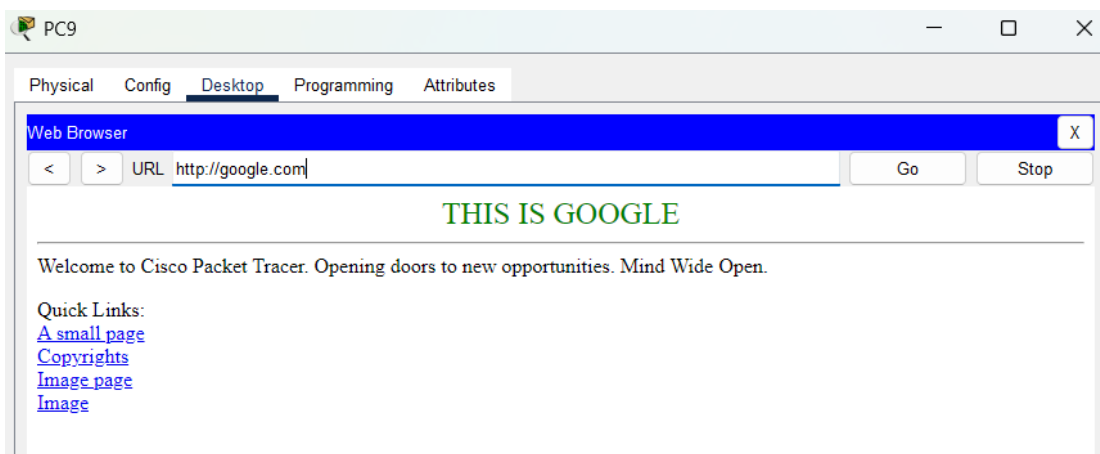 PC9
Physical Config Desktop Programming Attributes
Web Browser X
< > URL http://google.com Go Stop
THIS IS GOOGLE
Welcome to Cisco Packet Tracer. Opening doors to new opportunities. Mind Wide Open.
Quick Links:
A small page
Copyrights
Image page
Image